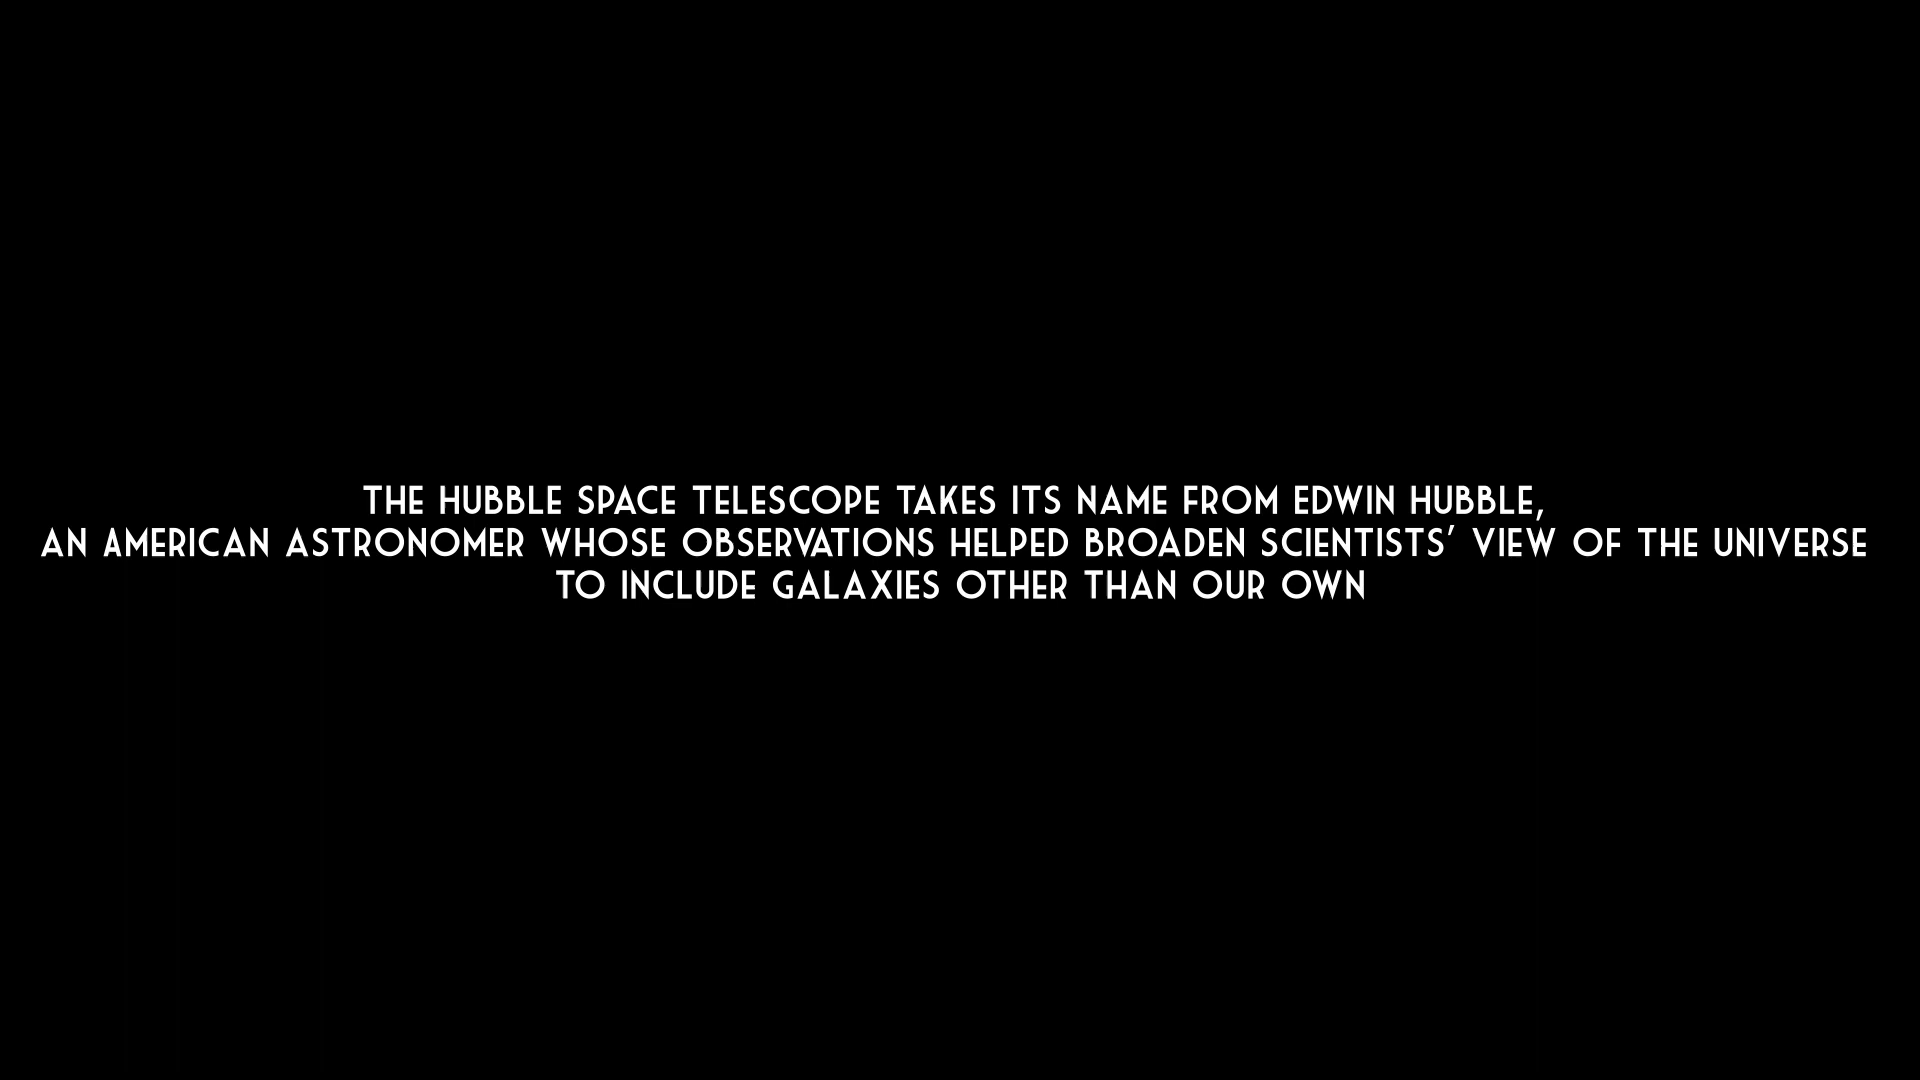 THE HUBBLE SPACE TELESCOPE TAKES ITS NAME FROM EDWIN HUBBLE,
AN AMERICAN ASTRONOMER WHOSE OBSERVATIONS HELPED BROADEN SCIENTISTS’ VIEW OF THE UNIVERSE
TO INCLUDE GALAXIES OTHER THAN OUR OWN